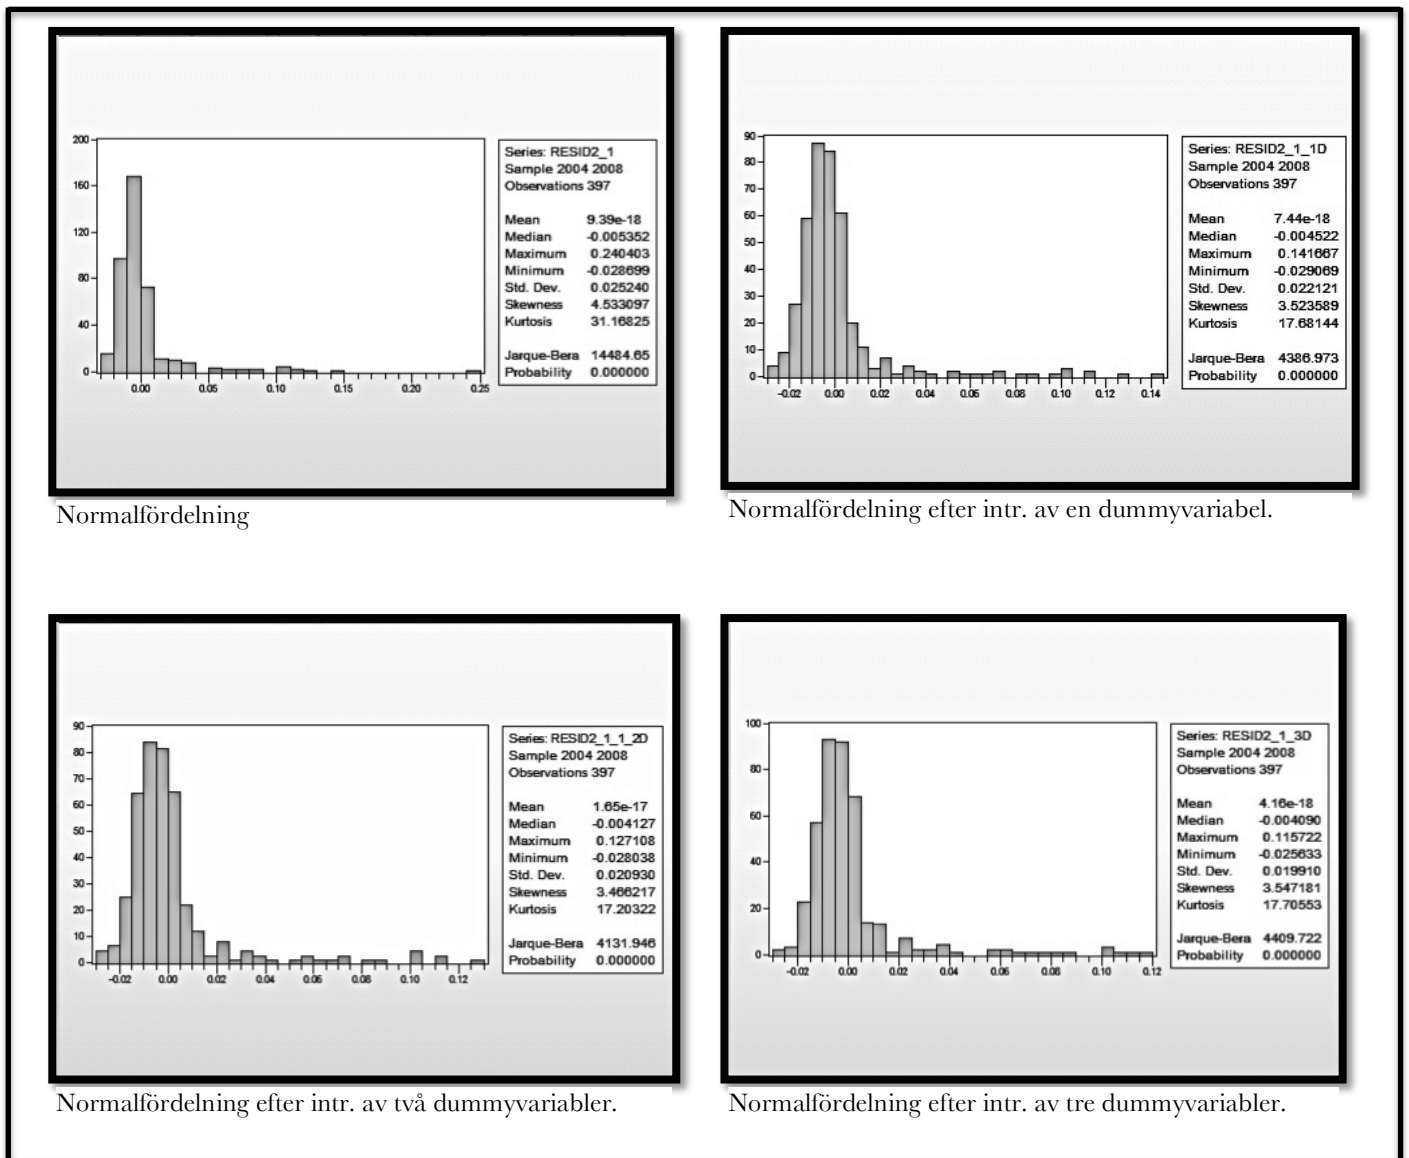 200
160
120
80
40
0
0.00 0.05 0.10 0.15 0.20 0.25
Series: RESID2_1
Sample 2004 2008
Observations 397
Mean 9.39e-18
Median -0.005352
Maximum 0.240403
Minimum -0.028699
Std. Dev. 0.025240
Skewness 4.533097
Kurtosis 31.16825
Jarque-Bera 14484.65
Probability 0.000000
Normalfördelning
90
80
70
60
50
40
30
20
10
0
-0.02 0.00 0.02 0.04 0.06 0.08 0.10 0.12 0.14
Series: RESID2_1_1D
Sample 2004 2008
Observations 397
Mean 7.44e-18
Median -0.004522
Maximum 0.141667
Minimum -0.029069
Std. Dev. 0.022121
Skewness 3.523589
Kurtosis 17.68144
Jarque-Bera 4386.973
Probability 0.000000
Normalfördelning efter intr. av en dummyvariabel.
90
80
70
60
50
40
30
20
10
0
-0.02 0.00 0.02 0.04 0.06 0.08 0.10 0.12
Series: RESID2_1_1_2D
Sample 2004 2008
Observations 397
Mean 1.65e-17
Median -0.004127
Maximum 0.127108
Minimum -0.028038
Std. Dev. 0.020930
Skewness 3.466217
Kurtosis 17.20322
Jarque-Bera 4131.946
Probability 0.000000
Normalfördelning efter intr. av två dummyvariabler.
100
80
60
40
20
0
-0.02 0.00 0.02 0.04 0.06 0.08 0.10 0.12
Series: RESID2_1_3D
Sample 2004 2008
Observations 397
Mean 4.16e-18
Median -0.004090
Maximum 0.115722
Minimum -0.025633
Std. Dev. 0.019910
Skewness 3.547181
Kurtosis 17.70553
Jarque-Bera 4409.722
Probability 0.000000
Normalfördelning efter intr. av tre dummyvariabler.